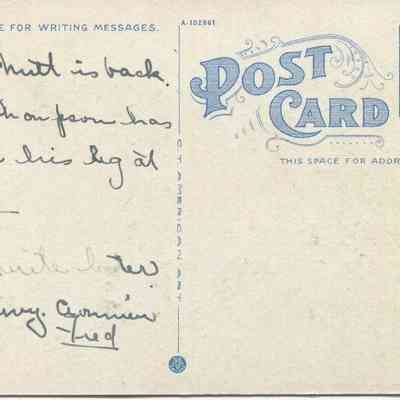 E FOR WRITING MESSAGES.
Mutt is back.
Thompson has
his leg at
write later
Fred
A-102861
POST
CARD
THIS SPACE FOR ADDR